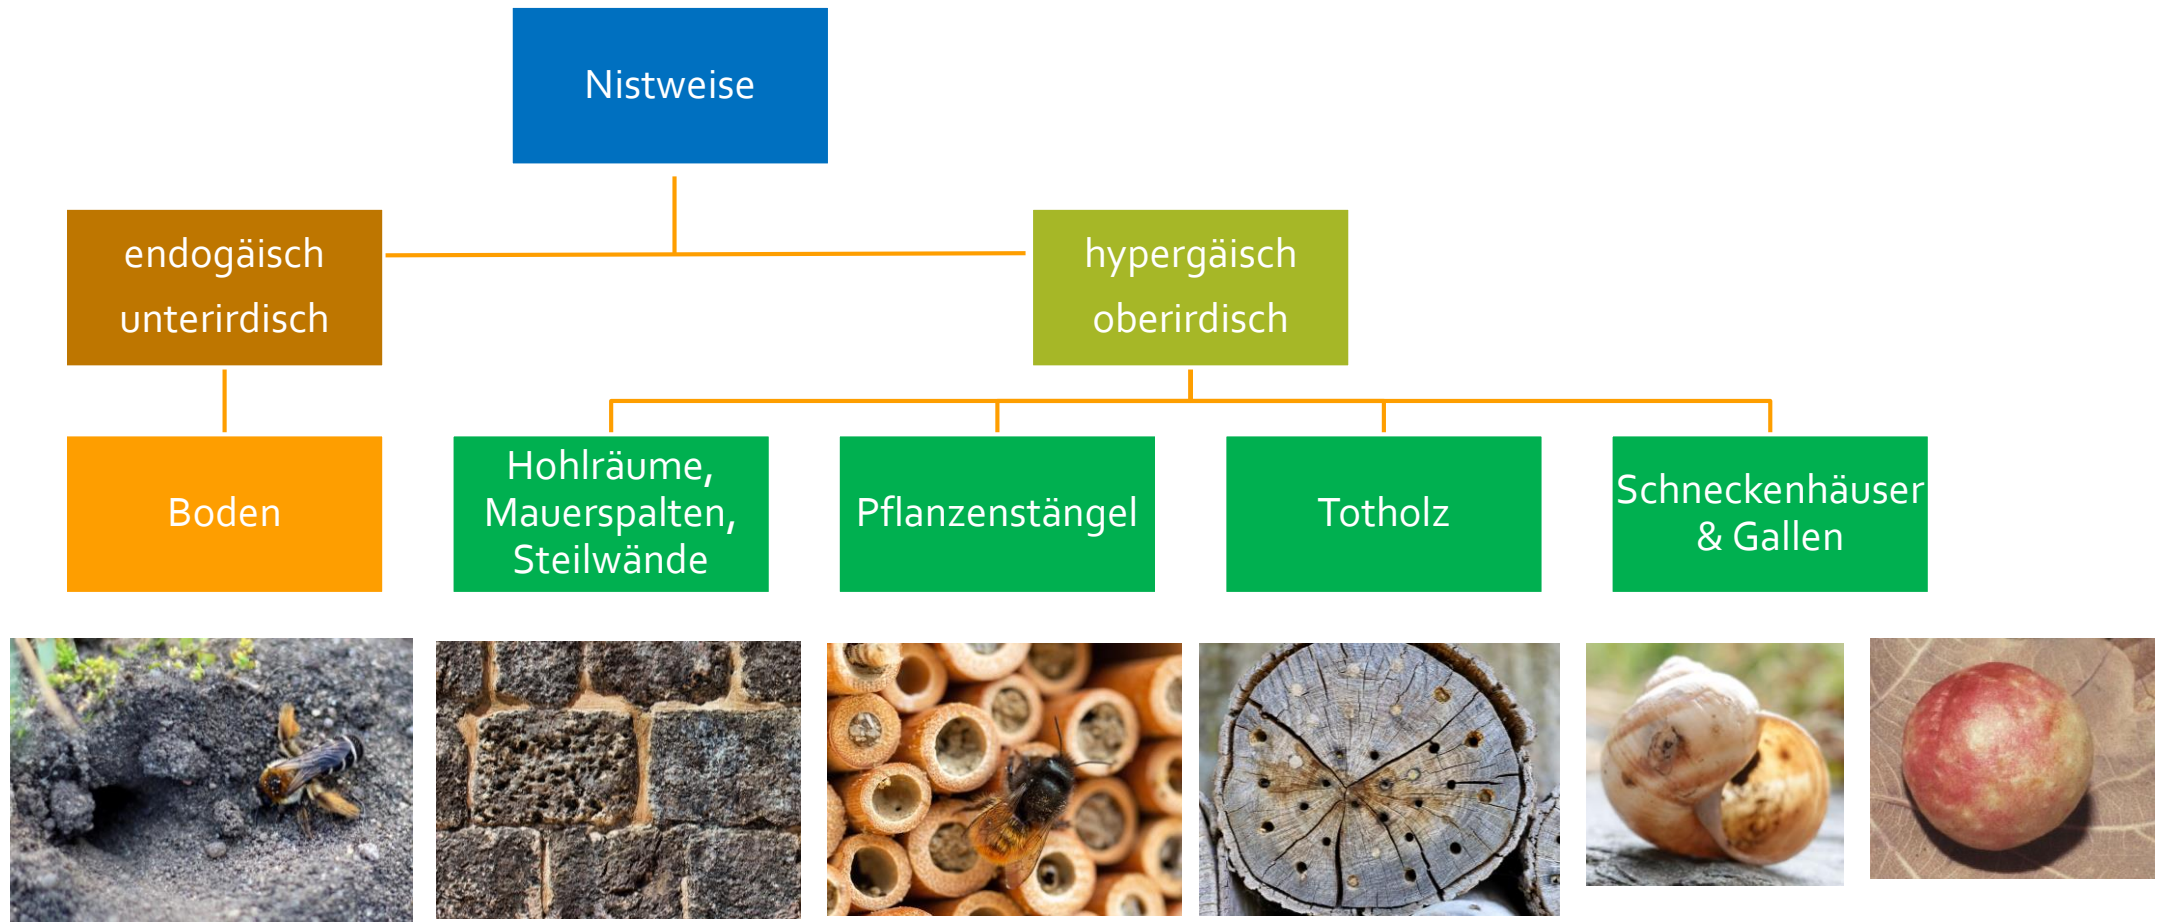 Nistweise
endogäisch
unterirdisch
hypergäisch
oberirdisch
Boden
Hohlräume,
Mauerspalten,
Steilwände
Pflanzenstängel
Totholz
Schneckenhäuser
& Gallen